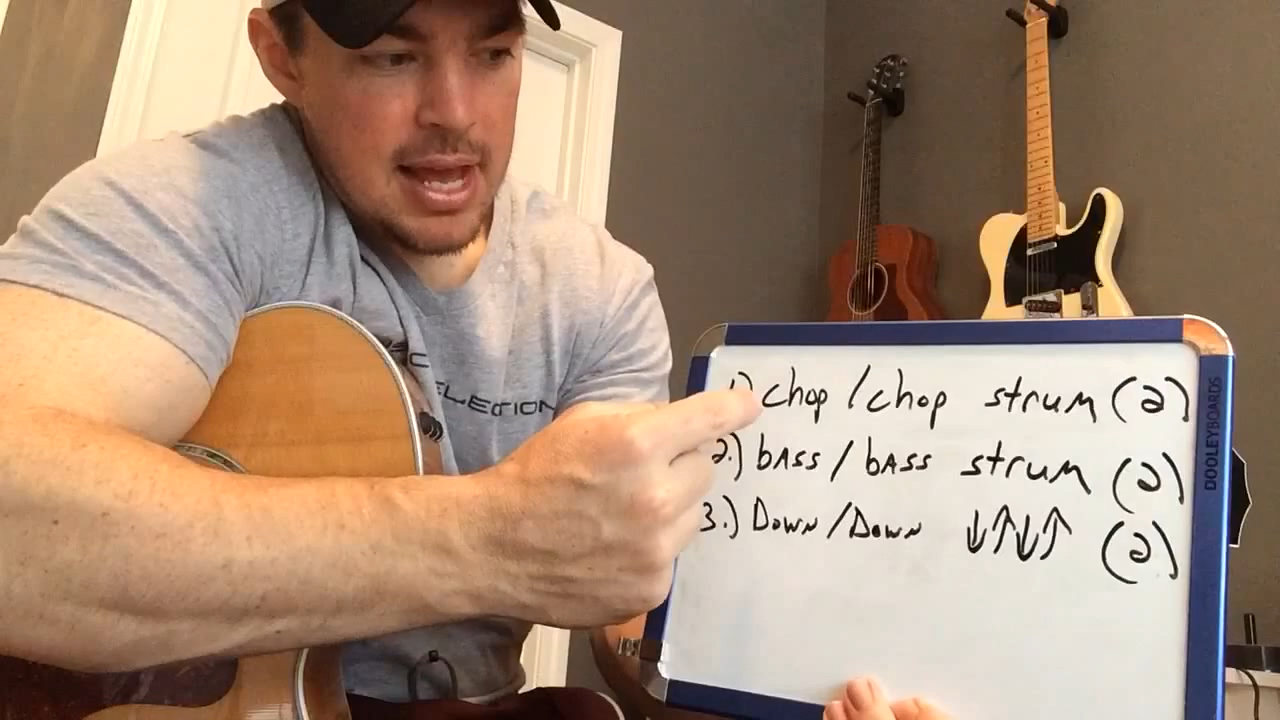 1.) chop / chop strum (2)
2.) bass / bass strum (2)
3.) Down / Down ↓↑↓↑ (2)
DOOLEYBOARDS